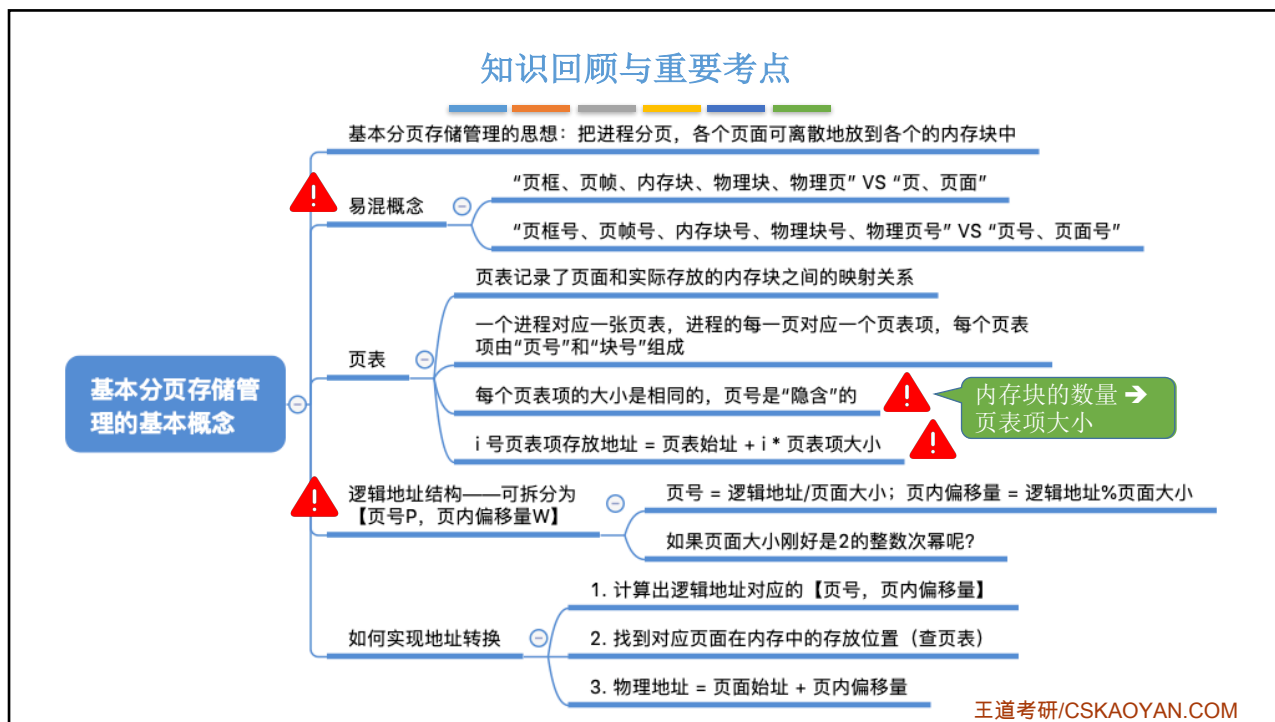 知识回顾与重要考点
基本分页存储管理的思想：把进程分页，各个页面可离散地放到各个的内存块中
易混概念
“页框、页帧、内存块、物理块、物理页” VS “页、页面”
“页框号、页帧号、内存块号、物理块号、物理页号” VS “页号、页面号”
页表
页表记录了页面和实际存放的内存块之间的映射关系
一个进程对应一张页表，进程的每一页对应一个页表项，每个页表
项由“页号”和“块号”组成
每个页表项的大小是相同的，页号是“隐含”的
内存块的数量 ➔
页表项大小
i 号页表项存放地址 = 页表始址 + i * 页表项大小
基本分页存储管
理的基本概念
逻辑地址结构——可拆分为
【页号P，页内偏移量W】
页号 = 逻辑地址/页面大小；页内偏移量 = 逻辑地址%页面大小
如果页面大小刚好是2的整数次幂呢？
如何实现地址转换
1. 计算出逻辑地址对应的【页号，页内偏移量】
2. 找到对应页面在内存中的存放位置（查页表）
3. 物理地址 = 页面始址 + 页内偏移量
王道考研/CSKAOYAN.COM